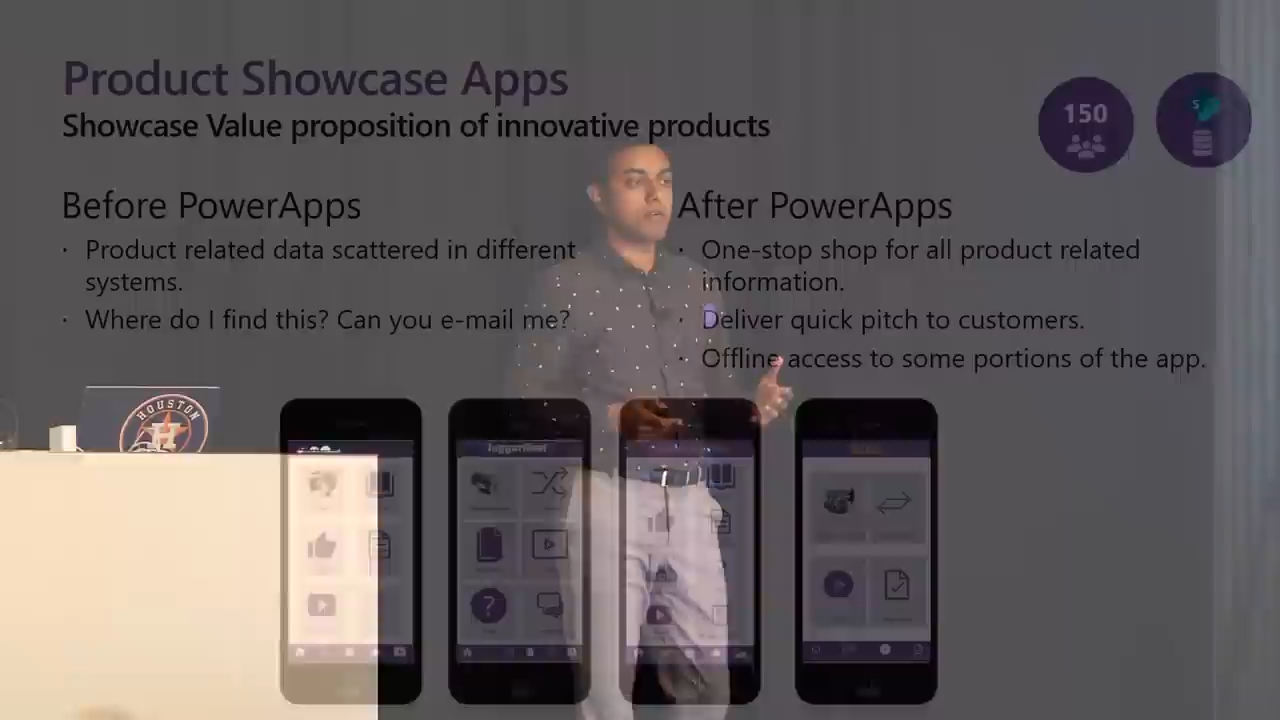 Product Showcase Apps
Showcase Value proposition of innovative products
150
S
Before PowerApps
· Product related data scattered in different
systems.
· Where do I find this? Can you e-mail me?
After PowerApps
· One-stop shop for all product related
information.
· Deliver quick pitch to customers.
· Offline access to some portions of the app.
HOUSTON
H
?